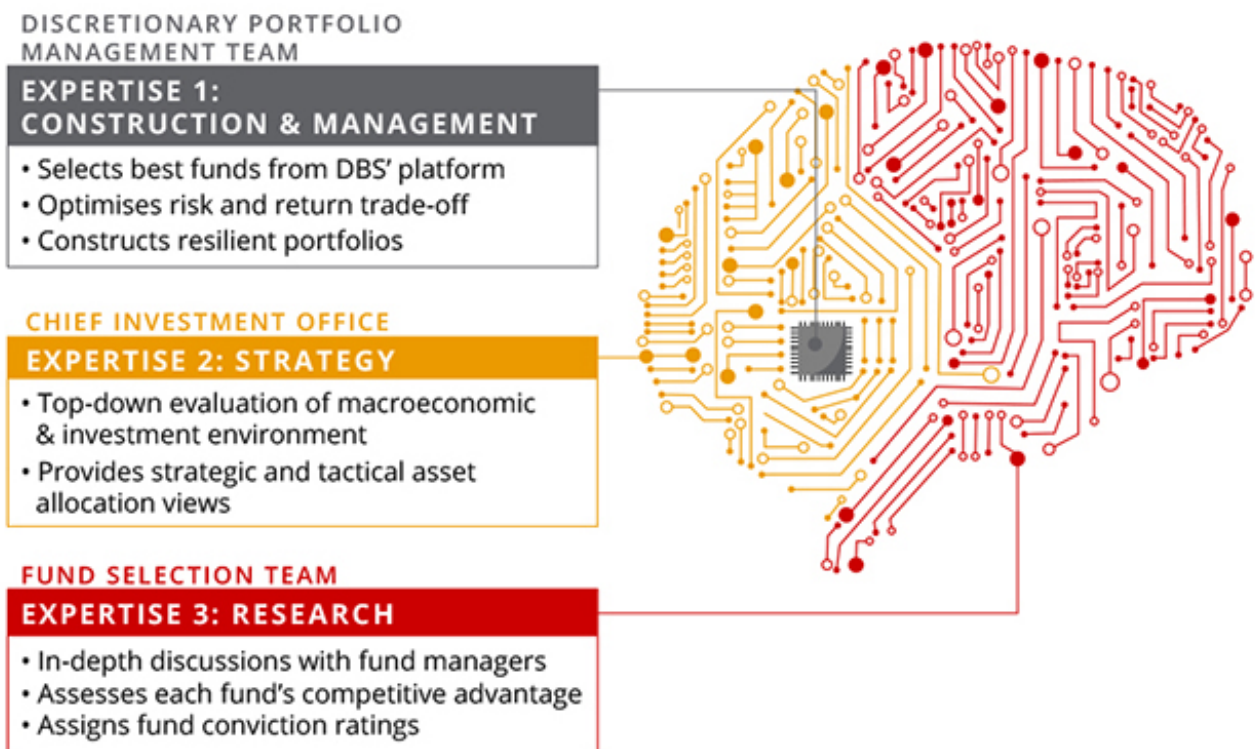 DISCRETIONARY PORTFOLIO
MANAGEMENT TEAM
EXPERTISE 1:
CONSTRUCTION & MANAGEMENT
• Selects best funds from DBS’ platform
• Optimises risk and return trade-off
• Constructs resilient portfolios
CHIEF INVESTMENT OFFICE
EXPERTISE 2: STRATEGY
• Top-down evaluation of macroeconomic
& investment environment
• Provides strategic and tactical asset
allocation views
FUND SELECTION TEAM
EXPERTISE 3: RESEARCH
• In-depth discussions with fund managers
• Assesses each fund’s competitive advantage
• Assigns fund conviction ratings